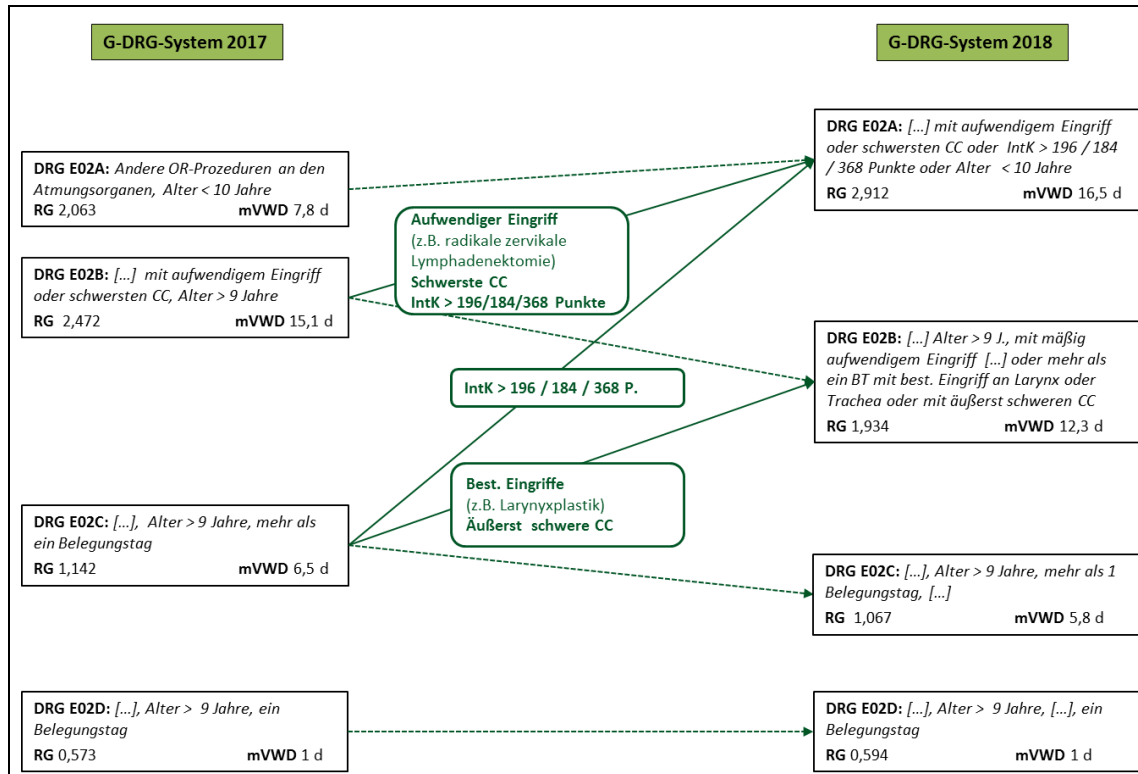 G-DRG-System 2017
G-DRG-System 2018
DRG E02A: Andere OR-Prozeduren an den
Atmungsorganen, Alter < 10 Jahre
RG 2,063 mVWD 7,8 d
DRG E02B: [...] mit aufwendigem Eingriff
oder schwersten CC, Alter > 9 Jahre
RG 2,472 mVWD 15,1 d
DRG E02C: [...], Alter > 9 Jahre, mehr als
ein Belegungstag
RG 1,142 mVWD 6,5 d
DRG E02D: [...], Alter > 9 Jahre, ein
Belegungstag
RG 0,573 mVWD 1 d
Aufwendiger Eingriff
(z.B. radikale zervikale
Lymphadenektomie)
Schwerste CC
IntK > 196/184/368 Punkte
IntK > 196 / 184 / 368 P.
Best. Eingriffe
(z.B. Larynyxplastik)
Äußerst schwere CC
DRG E02A: [...] mit aufwendigem Eingriff
oder schwersten CC oder IntK > 196 / 184
/ 368 Punkte oder Alter < 10 Jahre
RG 2,912 mVWD 16,5 d
DRG E02B: [...] Alter > 9 J., mit mäßig
aufwendigem Eingriff [...] oder mehr als
ein BT mit best. Eingriff an Larynx oder
Trachea oder mit äußerst schweren CC
RG 1,934 mVWD 12,3 d
DRG E02C: [...], Alter > 9 Jahre, mehr als 1
Belegungstag, [...]
RG 1,067 mVWD 5,8 d
DRG E02D: [...], Alter > 9 Jahre, [...], ein
Belegungstag
RG 0,594 mVWD 1 d